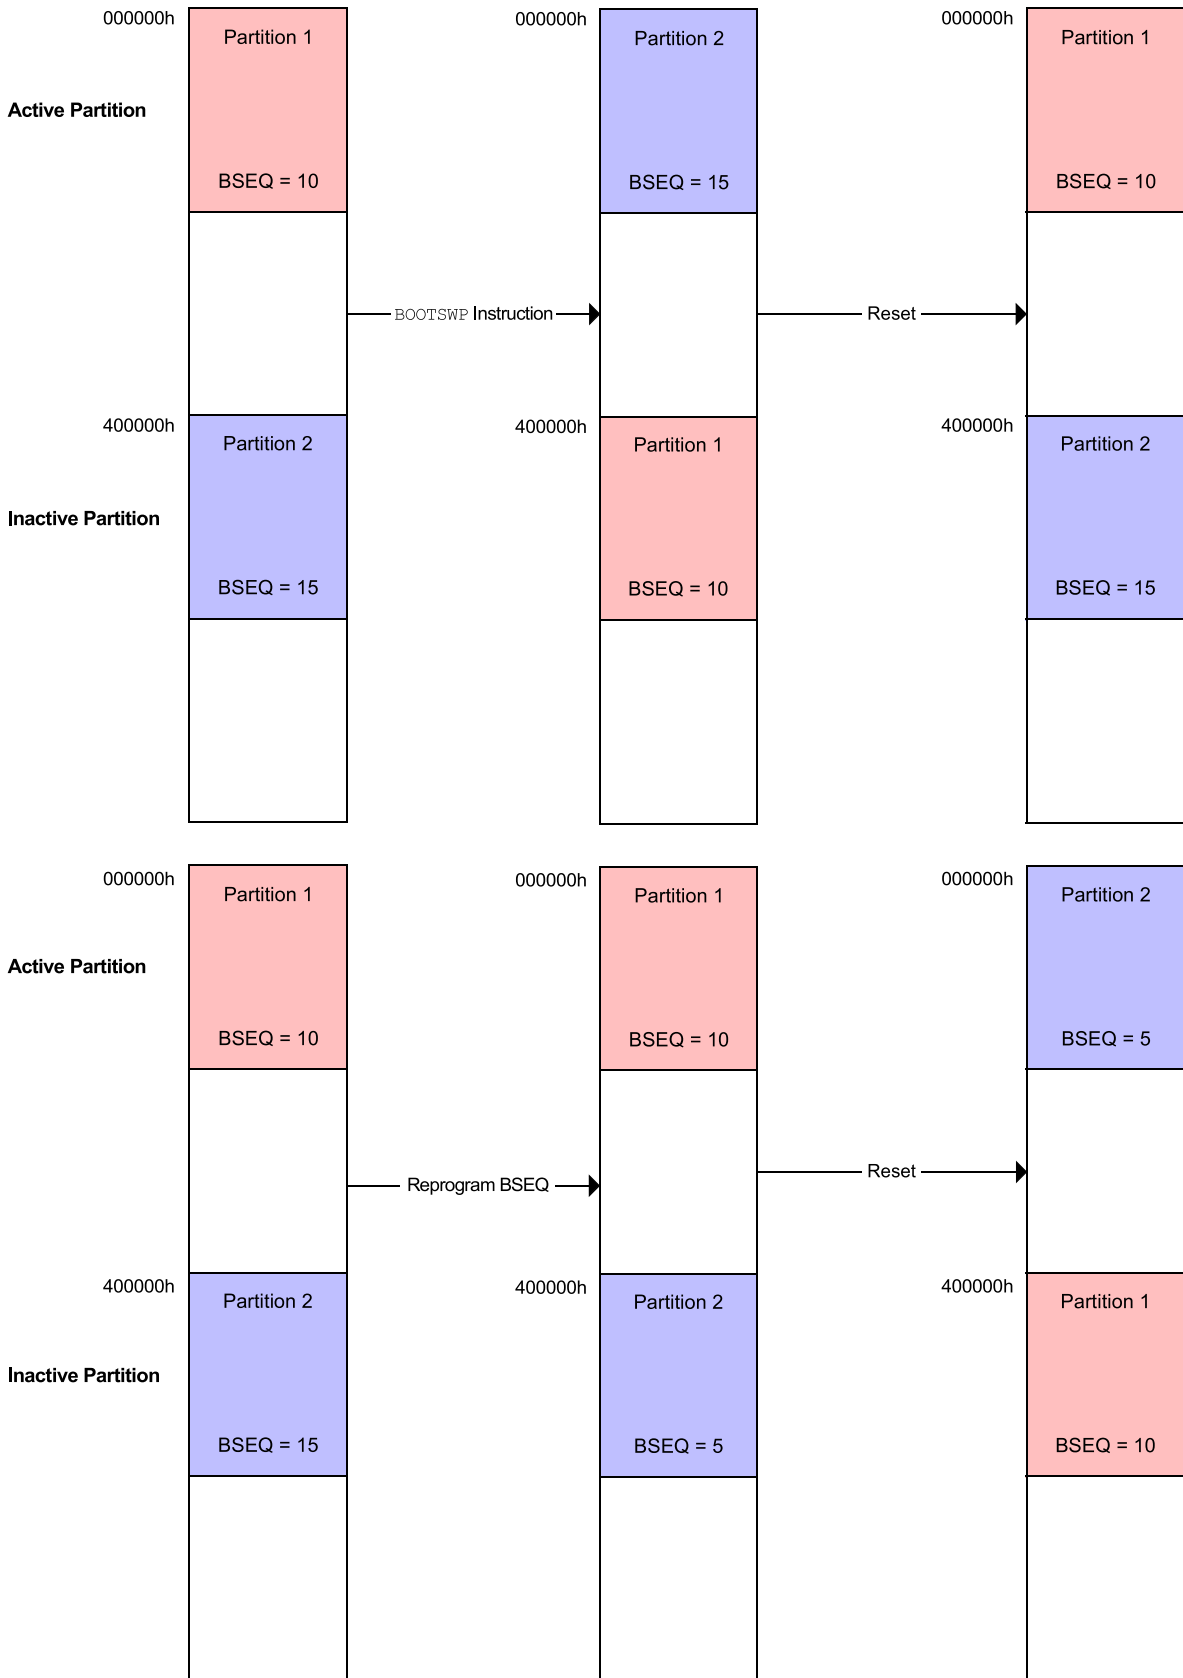 000000h
Partition 1
000000h
Partition 2
000000h
Partition 1
Active Partition
BSEQ = 10
BSEQ = 15
BSEQ = 10
BOOTSWP Instruction
Reset
400000h
Partition 2
400000h
Partition 1
400000h
Partition 2
Inactive Partition
BSEQ = 15
BSEQ = 10
BSEQ = 15
000000h
Partition 1
000000h
Partition 1
000000h
Partition 2
Active Partition
BSEQ = 10
BSEQ = 10
BSEQ = 5
Reprogram BSEQ
Reset
400000h
Partition 2
400000h
Partition 2
400000h
Partition 1
Inactive Partition
BSEQ = 15
BSEQ = 5
BSEQ = 10